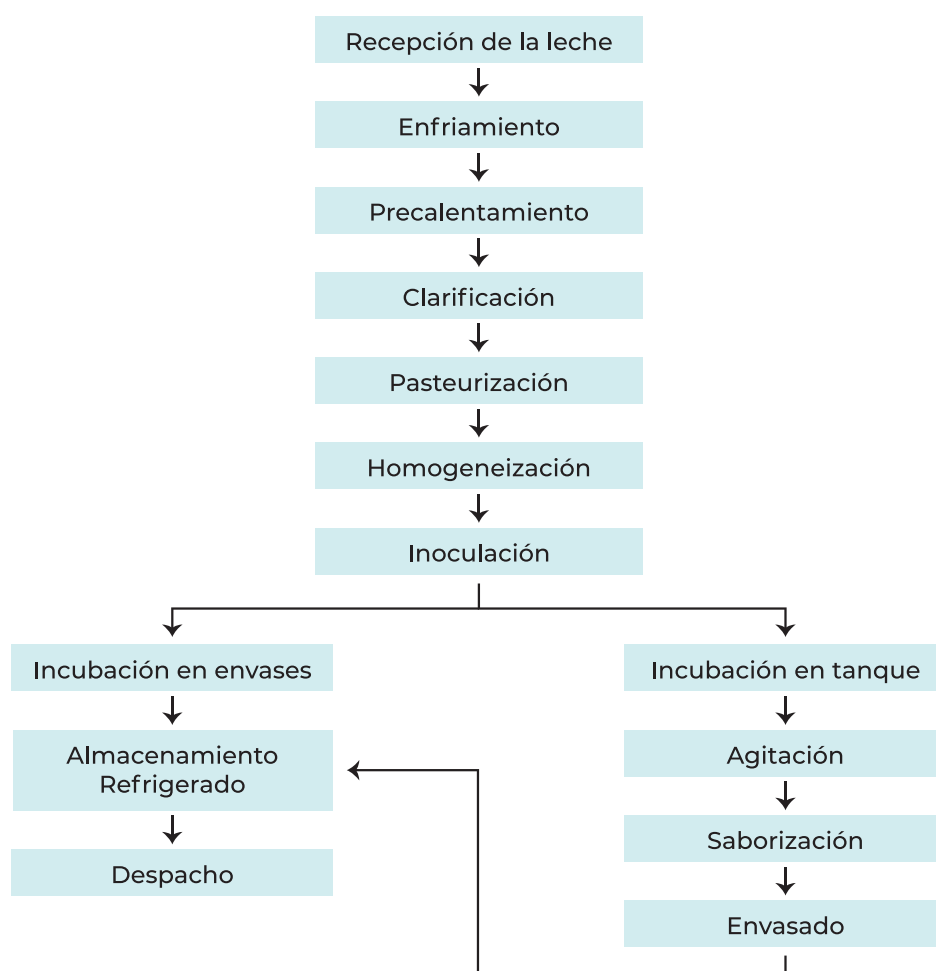 Recepción de la leche
Enfriamiento
Precalentamiento
Clarificación
Pasteurización
Homogeneización
Inoculación
Incubación en envases
Almacenamiento
Refrigerado
Despacho
Incubación en tanque
Agitación
Saborización
Envasado